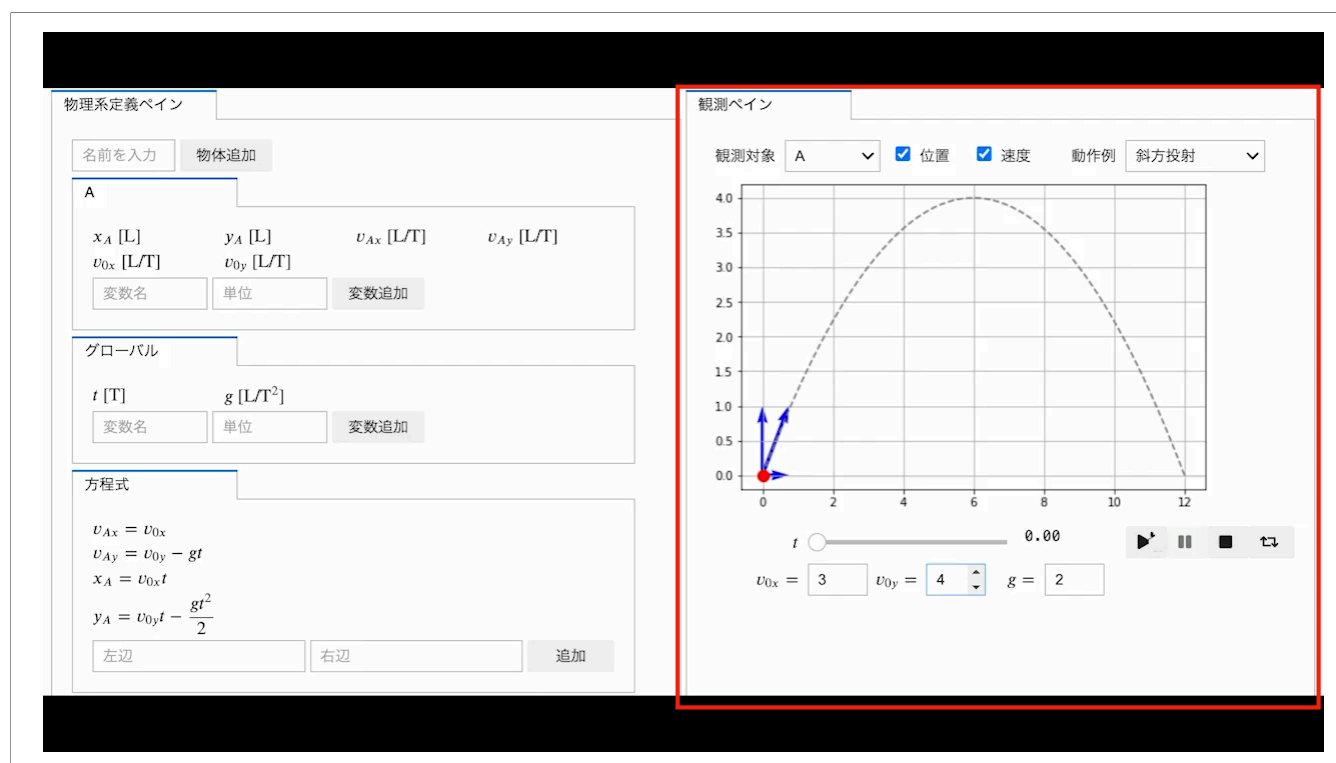 物理系定義ペイン
名前を入力 物体追加
A
x_A [L] y_A [L] v_Ax [L/T] v_Ay [L/T]
v_0x [L/T] v_0y [L/T]
変数名 単位 変数追加
グローバル
t [T] g [L/T²]
変数名 単位 変数追加
方程式
v_Ax = v_0x
v_Ay = v_0y − gt
x_A = v_0x t
y_A = v_0y t − gt²/2
左辺 右辺 追加
観測ペイン
観測対象 A 位置 速度 動作例 斜方投射
4.0
3.5
3.0
2.5
2.0
1.5
1.0
0.5
0.0
0 2 4 6 8 10 12
t 0.00
v_0x = 3 v_0y = 4 g = 2